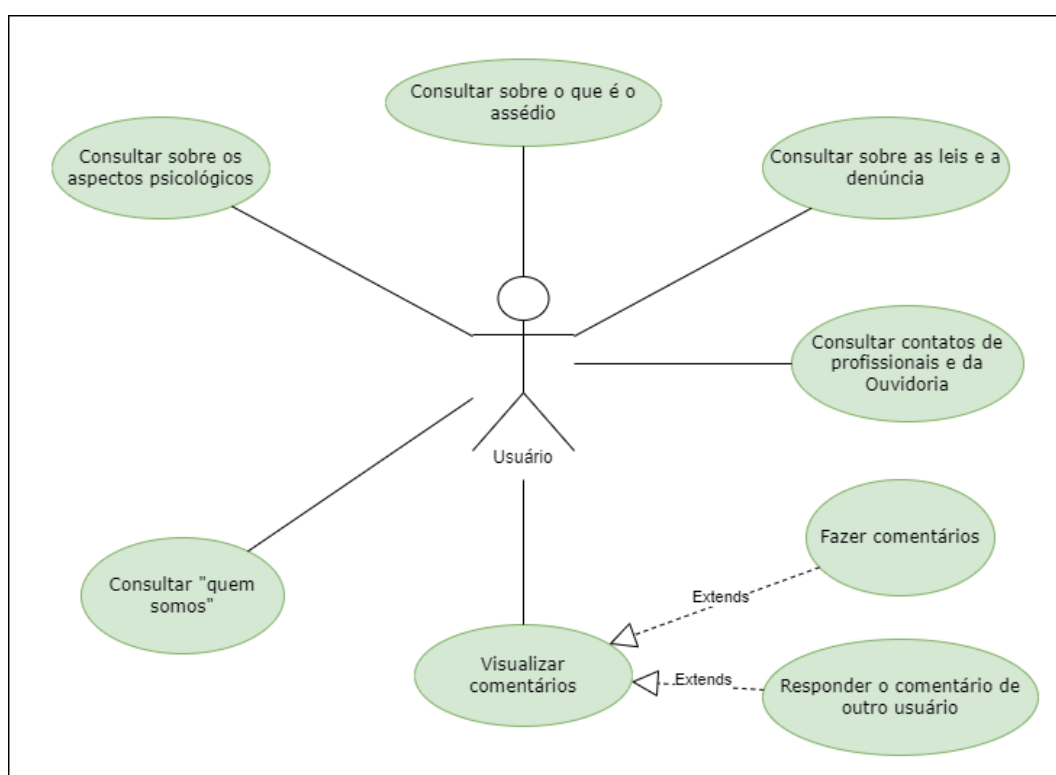 Consultar sobre o que é o
assédio
Consultar sobre os
aspectos psicológicos
Consultar sobre as leis e a
denúncia
Consultar contatos de
profissionais e da
Ouvidoria
Usuário
Fazer comentários
Extends
Consultar "quem
somos"
Visualizar
comentários
Extends
Responder o comentário de
outro usuário